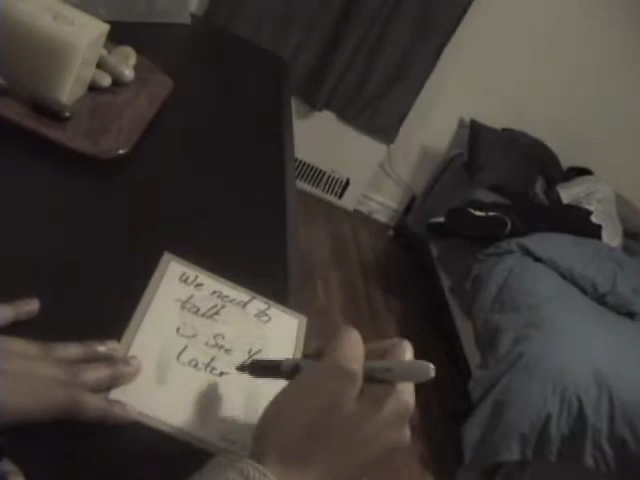 We need to
talk
☺ See Y
Later